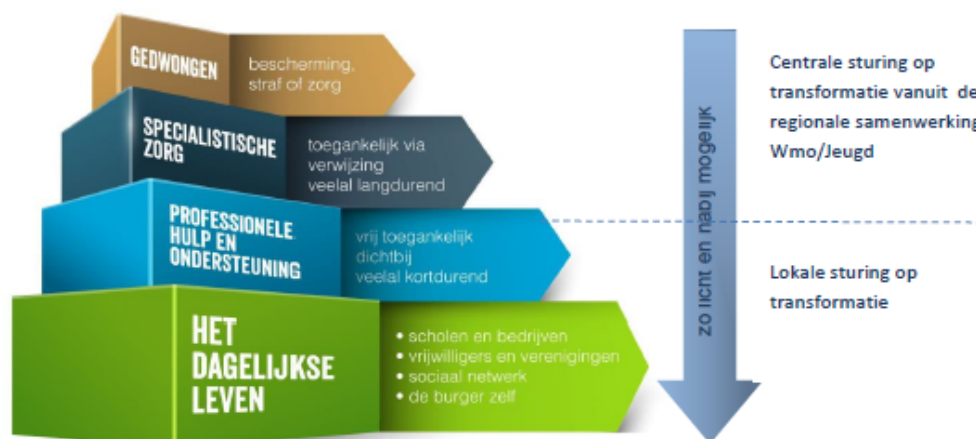 GEDWONGEN
bescherming,
straf of zorg
SPECIALISTISCHE
ZORG
toegankelijk via
verwijzing
veelal langdurend
PROFESSIONELE
HULP EN
ONDERSTEUNING
vrij toegankelijk
dichtbij
veelal kortdurend
HET
DAGELIJKSE
LEVEN
• scholen en bedrijven
• vrijwilligers en verenigingen
• sociaal netwerk
• de burger zelf
zo licht en nabij mogelijk
Centrale sturing op
transformatie vanuit de
regionale samenwerking
Wmo/Jeugd
Lokale sturing op
transformatie